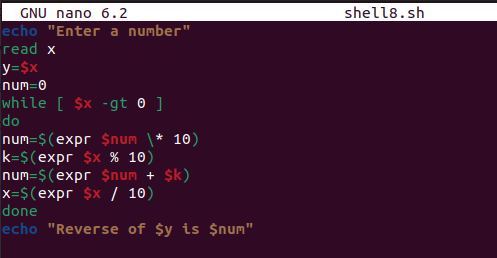 GNU nano 6.2 shell8.sh
echo "Enter a number"
read x
y=$x
num=0
while [ $x -gt 0 ]
do
num=$(expr $num \* 10)
k=$(expr $x % 10)
num=$(expr $num + $k)
x=$(expr $x / 10)
done
echo "Reverse of $y is $num"